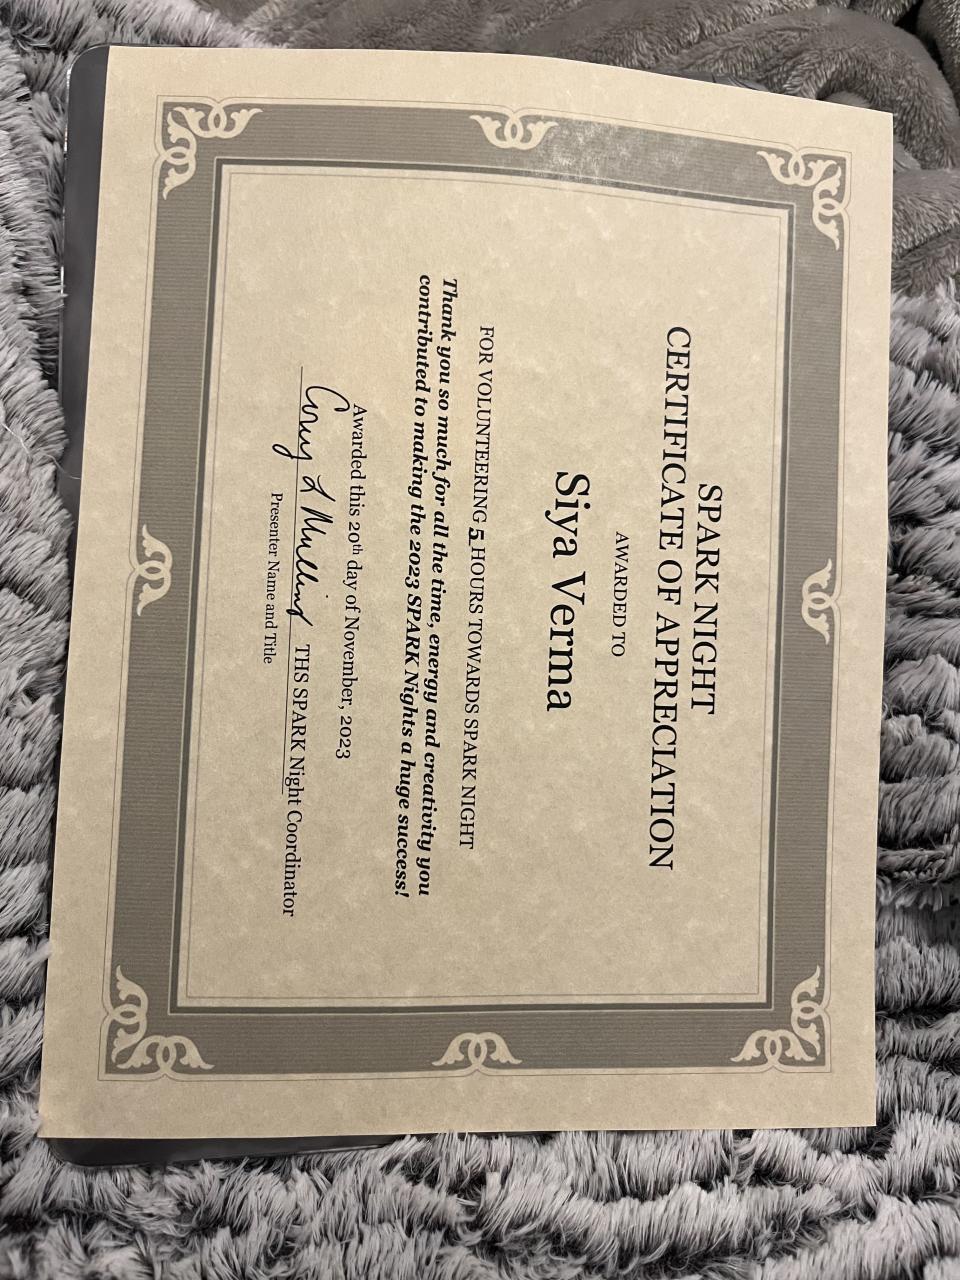 SPARK NIGHT
CERTIFICATE OF APPRECIATION
AWARDED TO
Siya Verma
FOR VOLUNTEERING 5 HOURS TOWARDS SPARK NIGHT
Thank you so much for all the time, energy and creativity you
contributed to making the 2023 SPARK Nights a huge success!
Awarded this 20th day of November, 2023
THS SPARK Night Coordinator
Presenter Name and Title